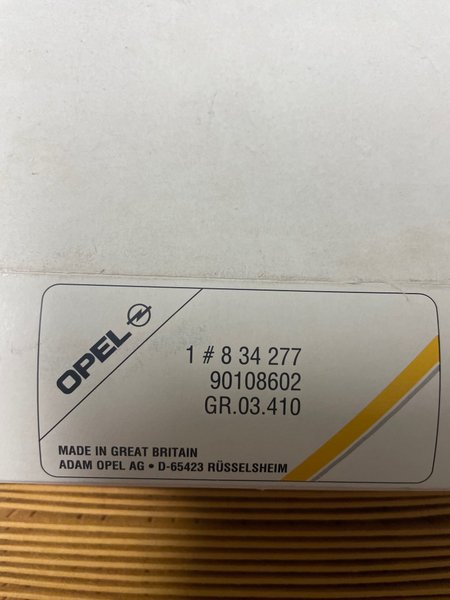 OPEL
1 # 8 34 277
90108602
GR.03.410
MADE IN GREAT BRITAIN
ADAM OPEL AG • D-65423 RÜSSELSHEIM